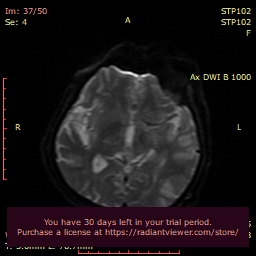 Im: 37/50
Se: 4
A
STP102
STP102
F
Ax DWI B 1000
R
L
You have 30 days left in your trial period.
Purchase a license at https://radiantviewer.com/store/